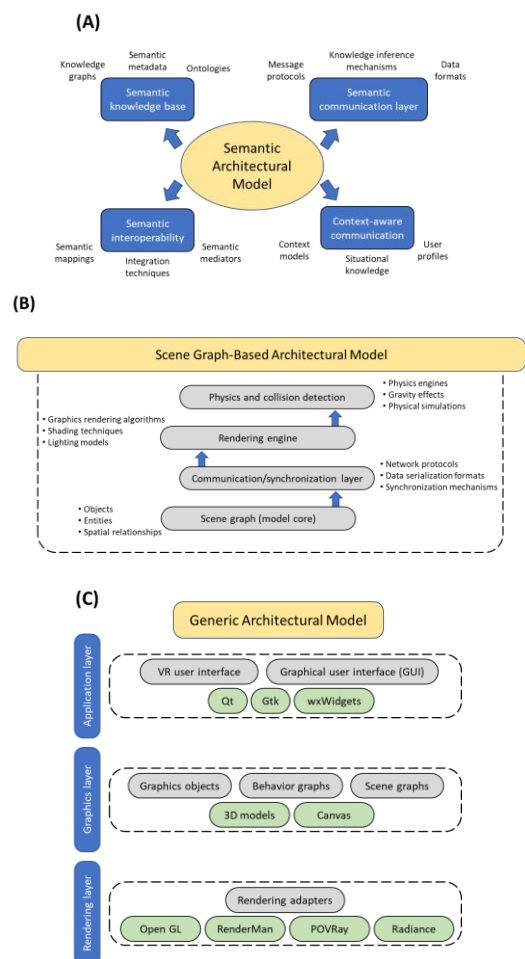 (A)
Knowledge
graphs
Semantic
metadata
Ontologies
Semantic
knowledge base
Message
protocols
Knowledge inference
mechanisms
Data
formats
Semantic
communication layer
Semantic
Architectural
Model
Semantic
interoperability
Semantic
mappings
Integration
techniques
Semantic
mediators
Context-aware
communication
Context
models
Situational
knowledge
User
profiles
(B)
Scene Graph-Based Architectural Model
Physics and collision detection
• Physics engines
• Gravity effects
• Physical simulations
• Graphics rendering algorithms
• Shading techniques
• Lighting models
Rendering engine
Communication/synchronization layer
• Network protocols
• Data serialization formats
• Synchronization mechanisms
• Objects
• Entities
• Spatial relationships
Scene graph (model core)
(C)
Generic Architectural Model
Application layer
VR user interface
Graphical user interface (GUI)
Qt
Gtk
wxWidgets
Graphics layer
Graphics objects
Behavior graphs
Scene graphs
3D models
Canvas
Rendering layer
Rendering adapters
Open GL
RenderMan
POVRay
Radiance